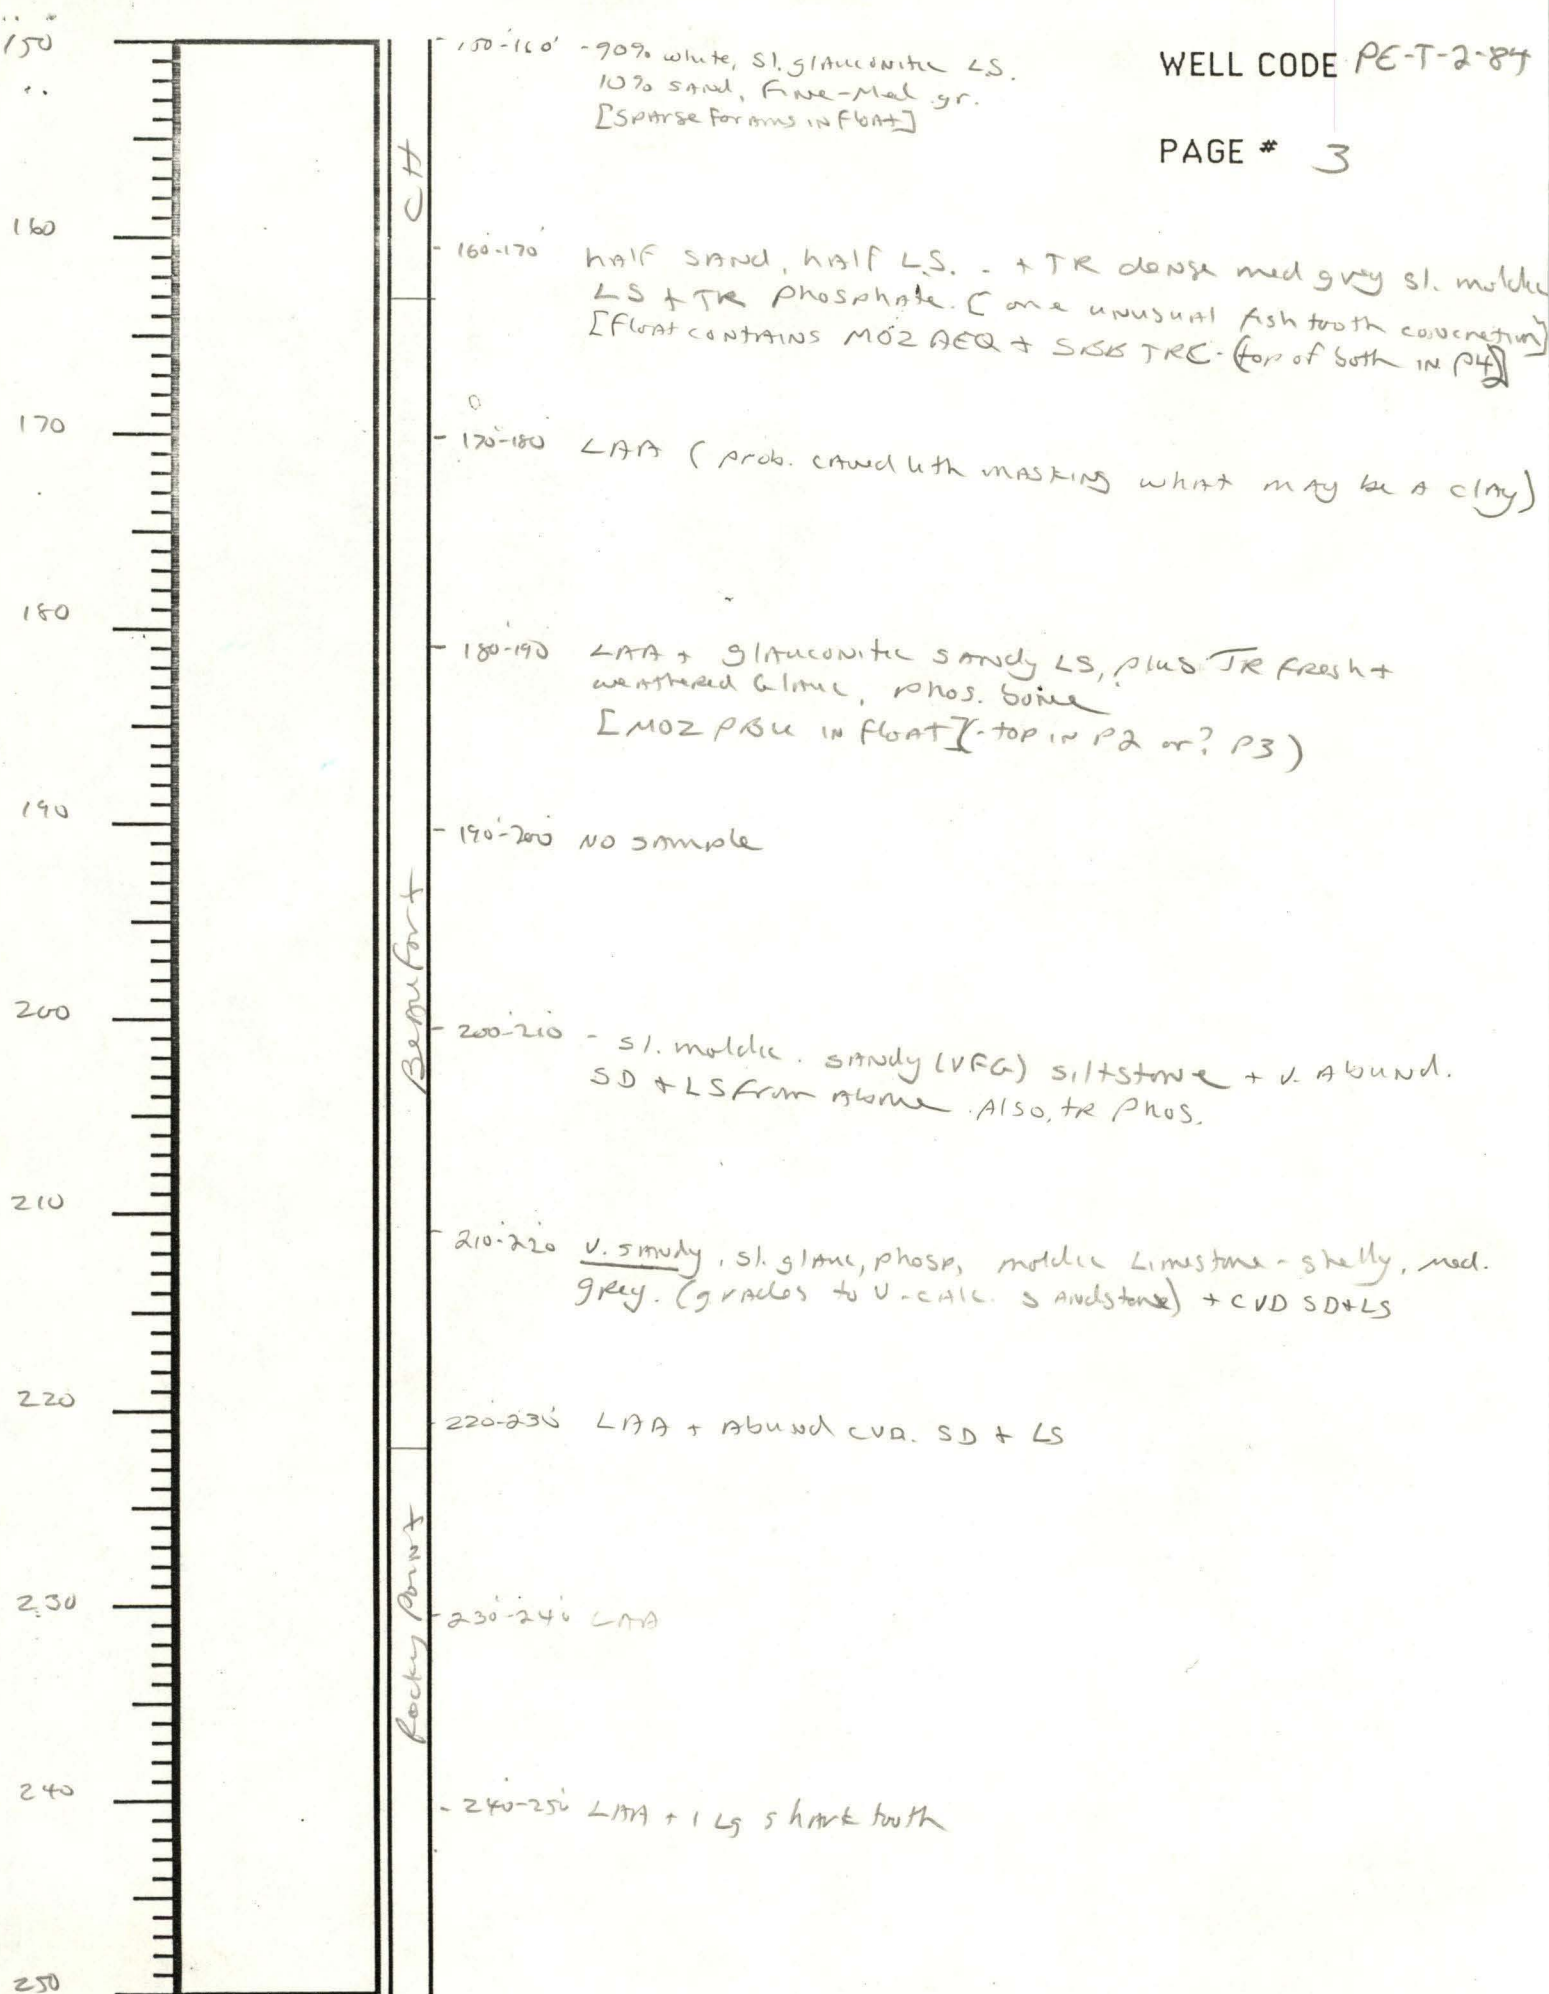 WELL CODE PE-T-2-84
PAGE # 3
150
160
170
180
190
200
210
220
230
240
250
CH
Beaufort
Rocky Point
150-160' - 90% white, sl. glauconitic LS.
10% sand, fine-med gr.
[sparse forams in float]
160-170' half sand, half L.S. - + TR dense med grey sl. moldic
LS + TR phosphate. [one unusual fish tooth concretion]
[float contains MOZ AEQ + SBB TRC - (top of both in P4)]
170-180 LAA (prob. cavd lith masking what may be a clay)
180-190 LAA + glauconitic sandy LS, plus TR fresh +
weathered Glauc, phos. bone
[MOZ PBU in float] (-top in P2 or? P3)
190-200 NO sample
200-210 - sl. moldic. sandy (VFG) siltstone + v. abund.
SD + LS from above. Also, tr phos.
210-220 v. sandy, sl. glauc, phosp, moldic Limestone - shelly, med.
grey. (grades to v. calc. sandstone) + CVD SD+LS
220-230 LAA + abund cvd. SD + LS
230-240 LAA
240-250 LAA + 1 Lg shark tooth